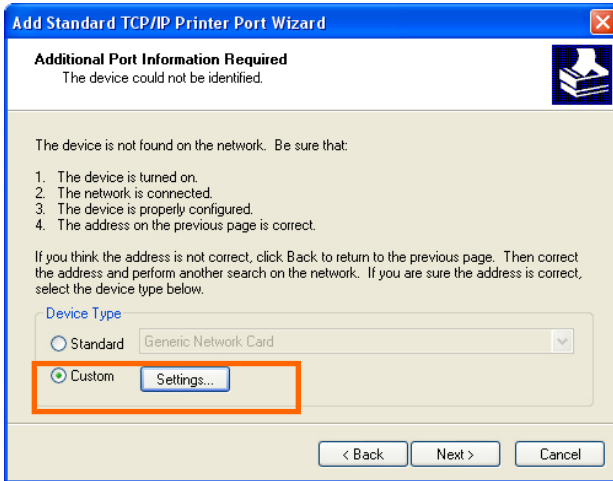 Add Standard TCP/IP Printer Port Wizard
Additional Port Information Required
The device could not be identified.
The device is not found on the network.  Be sure that:
1.  The device is turned on.
2.  The network is connected.
3.  The device is properly configured.
4.  The address on the previous page is correct.
If you think the address is not correct, click Back to return to the previous page.  Then correct
the address and perform another search on the network.  If you are sure the address is correct,
select the device type below.
Device Type
Standard
Generic Network Card
Custom
Settings...
< Back
Next >
Cancel